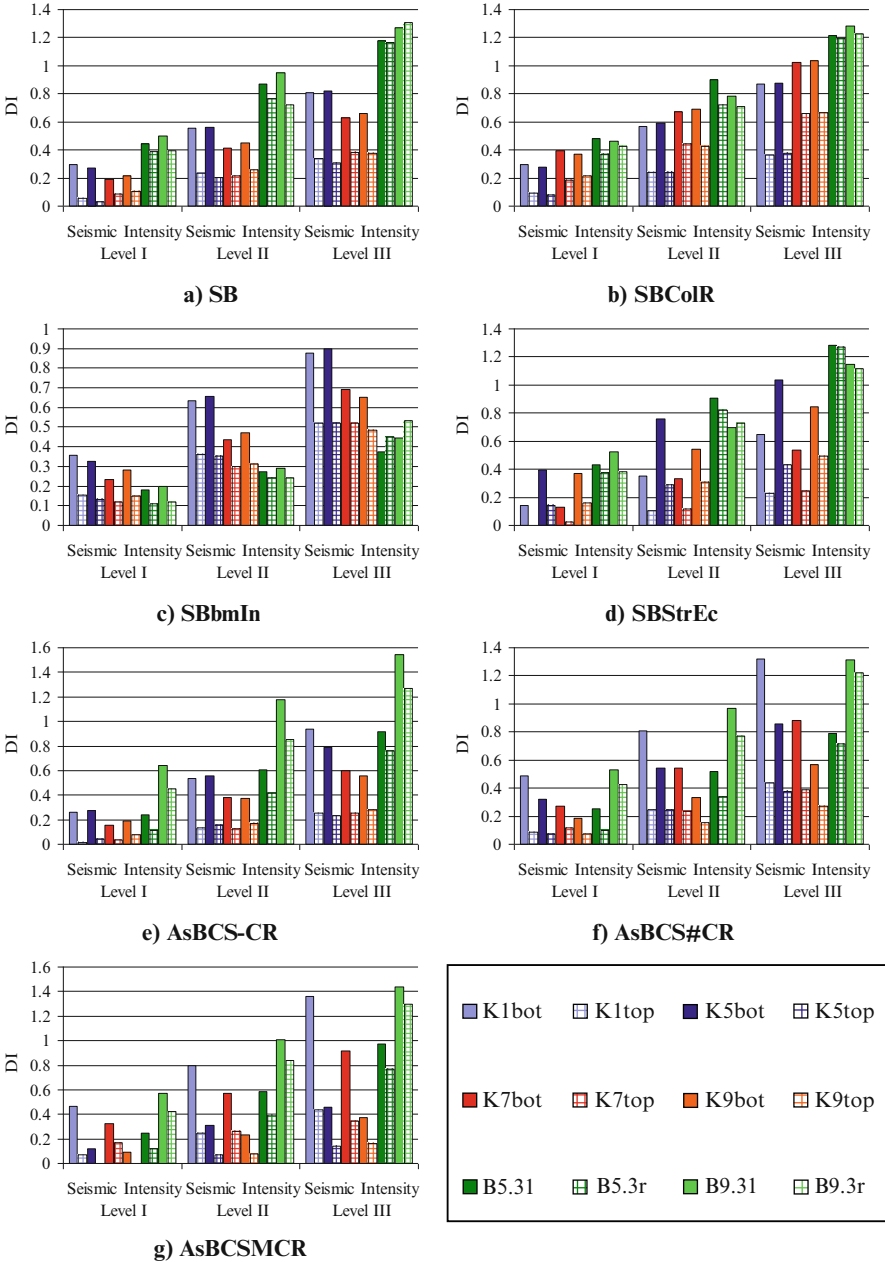 1.4
1.2
1
0.8
0.6
0.4
0.2
0
DI
Seismic Intensity Seismic Intensity Seismic Intensity
Level I Level II Level III
a) SB
1.4
1.2
1
0.8
0.6
0.4
0.2
0
DI
Seismic Intensity Seismic Intensity Seismic Intensity
Level I Level II Level III
b) SBColR
1
0.9
0.8
0.7
0.6
0.5
0.4
0.3
0.2
0.1
0
DI
Seismic Intensity Seismic Intensity Seismic Intensity
Level I Level II Level III
c) SBbmIn
1.4
1.2
1
0.8
0.6
0.4
0.2
0
DI
Seismic Intensity Seismic Intensity Seismic Intensity
Level I Level II Level III
d) SBStrEc
1.6
1.4
1.2
1
0.8
0.6
0.4
0.2
0
DI
Seismic Intensity Seismic Intensity Seismic Intensity
Level I Level II Level III
e) AsBCS-CR
1.4
1.2
1
0.8
0.6
0.4
0.2
0
DI
Seismic Intensity Seismic Intensity Seismic Intensity
Level I Level II Level III
f) AsBCS#CR
1.6
1.4
1.2
1
0.8
0.6
0.4
0.2
0
DI
Seismic Intensity Seismic Intensity Seismic Intensity
Level I Level II Level III
g) AsBCSMCR
K1bot K1top K5bot K5top
K7bot K7top K9bot K9top
B5.31 B5.3r B9.31 B9.3r